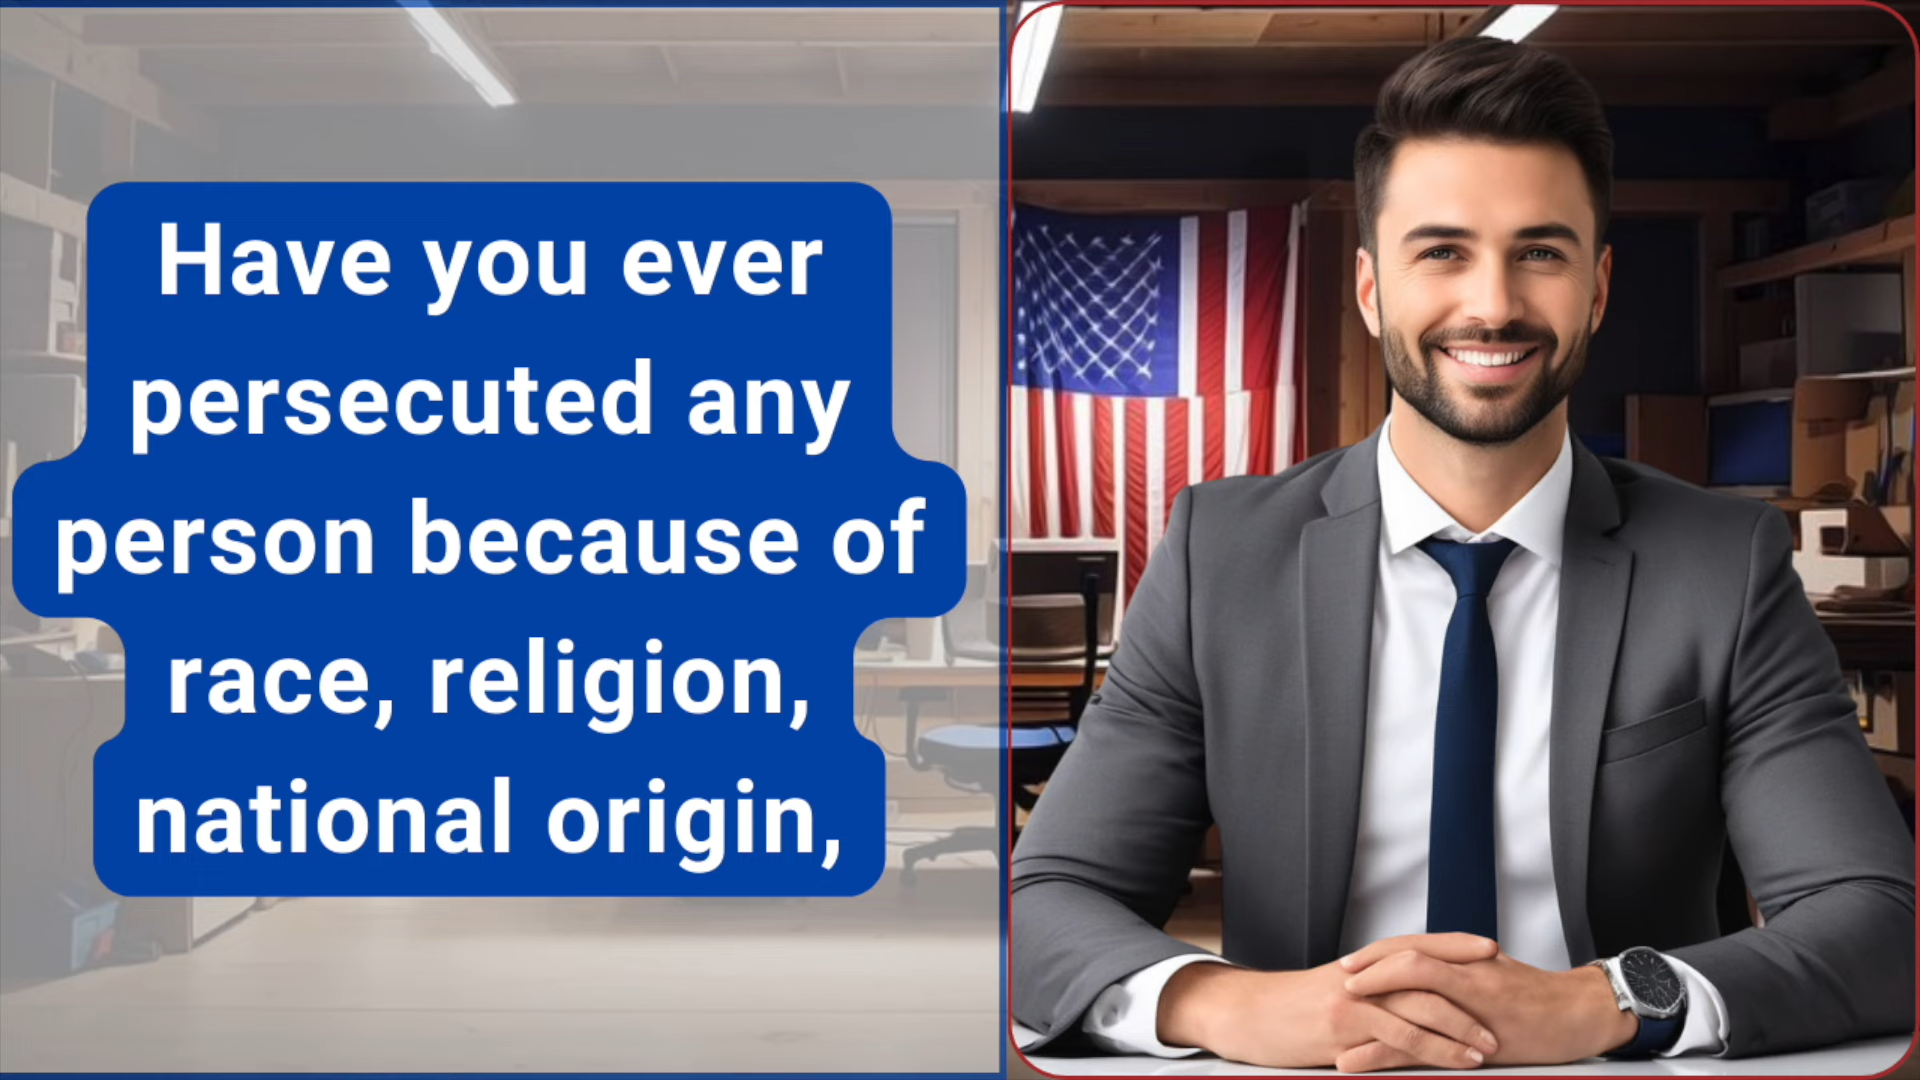 Have you ever
persecuted any
person because of
race, religion,
national origin,